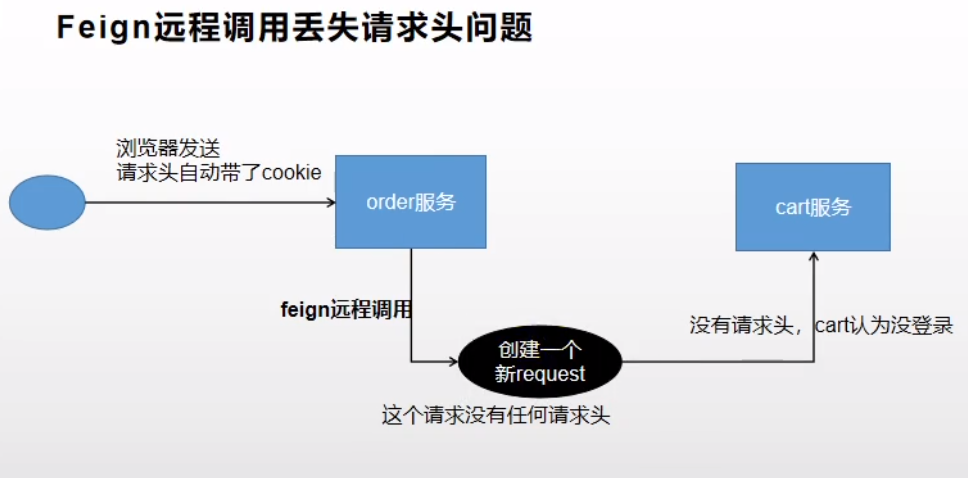 Feign远程调用丢失请求头问题
浏览器发送
请求头自动带了cookie
order服务
cart服务
feign远程调用
没有请求头，cart认为没登录
创建一个
新request
这个请求没有任何请求头